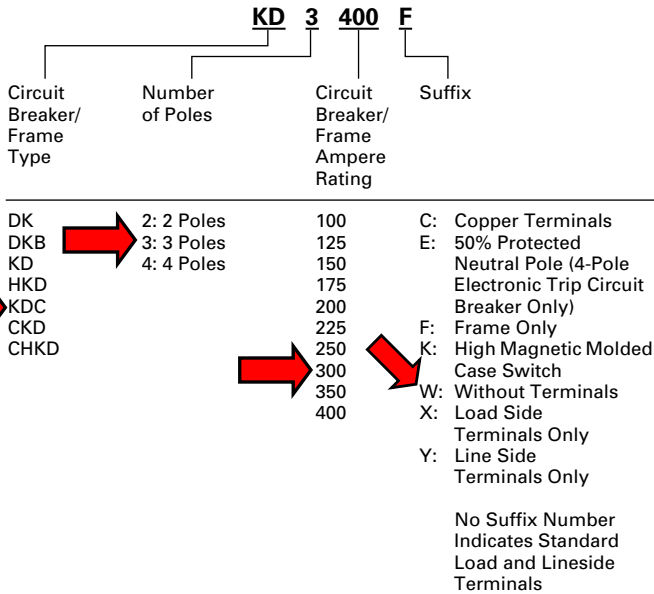 KD 3 400 F
Circuit Breaker/ Frame Type
Number of Poles
Circuit Breaker/ Frame Ampere Rating
Suffix
DK
DKB
KD
HKD
KDC
CKD
CHKD
2: 2 Poles
3: 3 Poles
4: 4 Poles
100
125
150
175
200
225
250
300
350
400
C: Copper Terminals
E: 50% Protected
Neutral Pole (4-Pole
Electronic Trip Circuit
Breaker Only)
F: Frame Only
K: High Magnetic Molded
Case Switch
W: Without Terminals
X: Load Side
Terminals Only
Y: Line Side
Terminals Only
No Suffix Number
Indicates Standard
Load and Lineside
Terminals